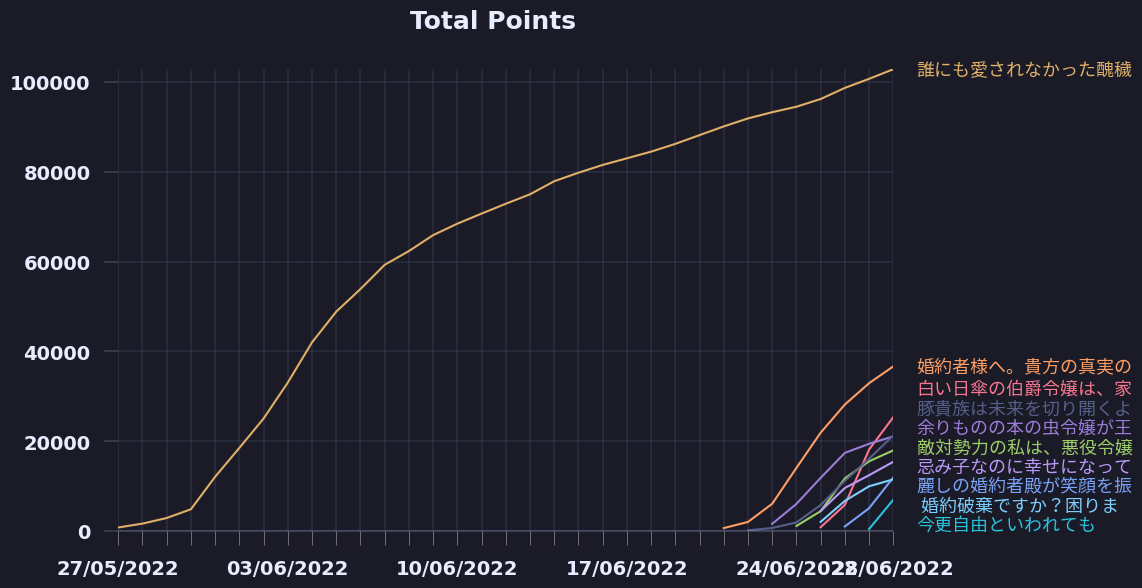 Total Points
100000
80000
60000
40000
20000
0
27/05/2022
03/06/2022
10/06/2022
17/06/2022
24/06/2022
28/06/2022
誰にも愛されなかった醜穢
婚約者様へ。貴方の真実の
白い日傘の伯爵令嬢は、家
豚貴族は未来を切り開くよ
余りものの本の虫令嬢が王
敵対勢力の私は、悪役令嬢
忌み子なのに幸せになって
麗しの婚約者殿が笑顔を振
婚約破棄ですか？困りま
今更自由といわれても